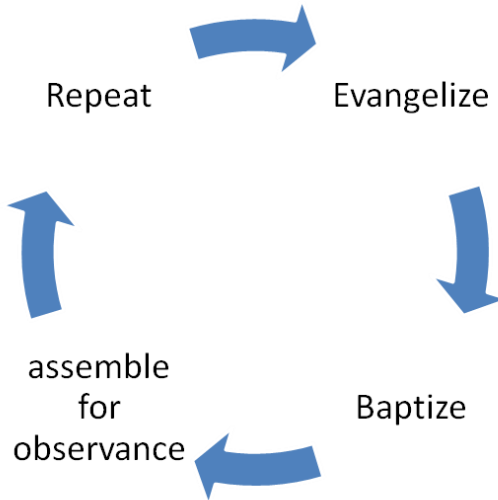 Repeat
Evangelize
assemble
for
observance
Baptize